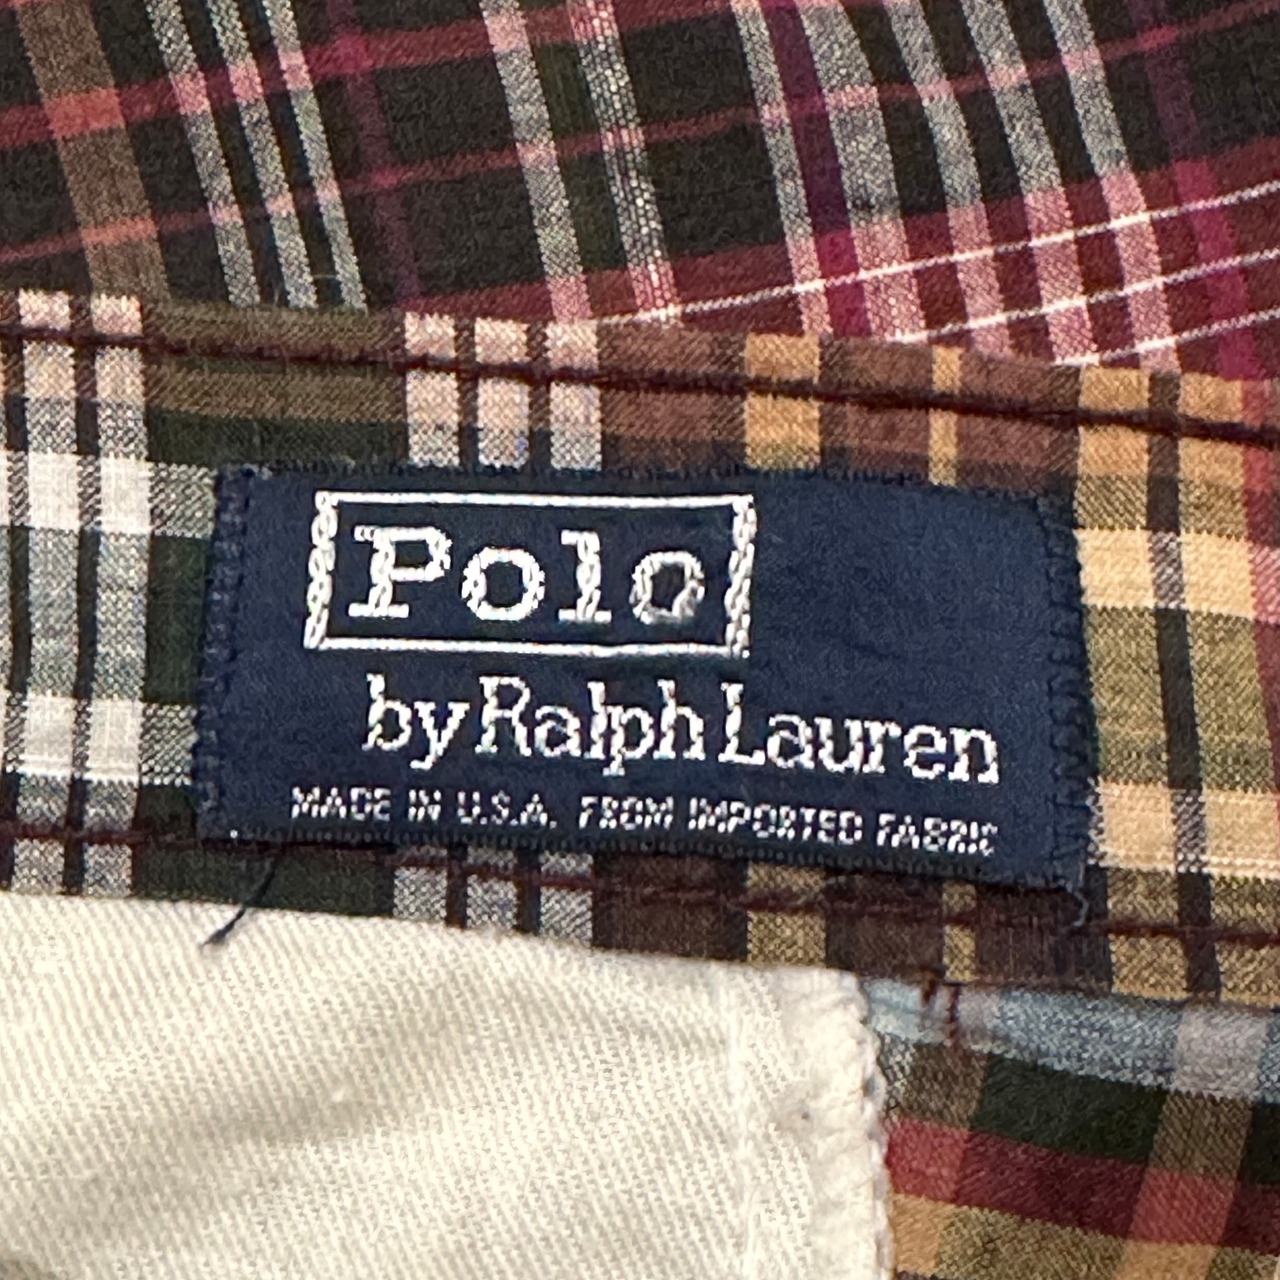 Polo
by Ralph Lauren
MADE IN U.S.A. FROM IMPORTED FABRIC